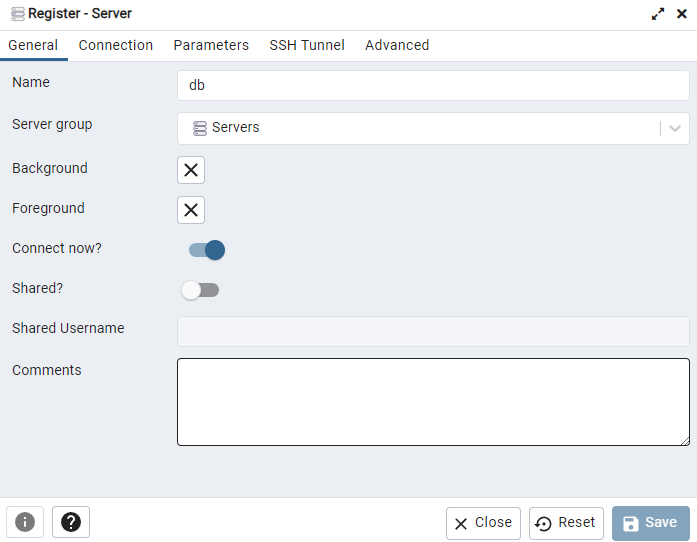 Register - Server
General Connection Parameters SSH Tunnel Advanced
Name db
Server group Servers
Background
Foreground
Connect now?
Shared?
Shared Username
Comments
Close Reset Save